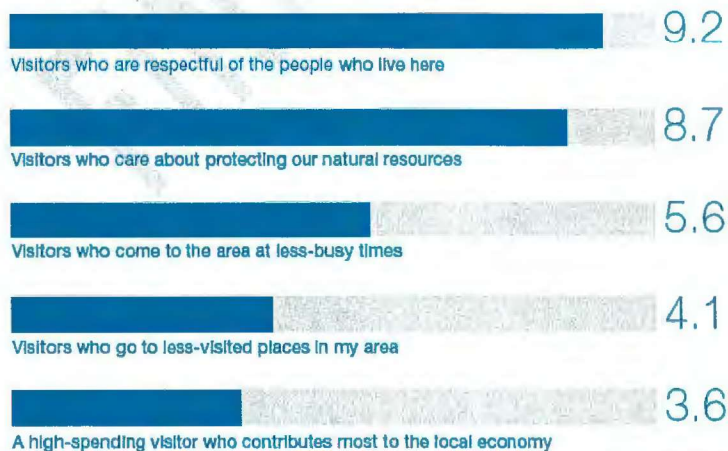 9.2
Visitors who are respectful of the people who live here
8.7
Visitors who care about protecting our natural resources
5.6
Visitors who come to the area at less-busy times
4.1
Visitors who go to less-visited places in my area
3.6
A high-spending visitor who contributes most to the local economy